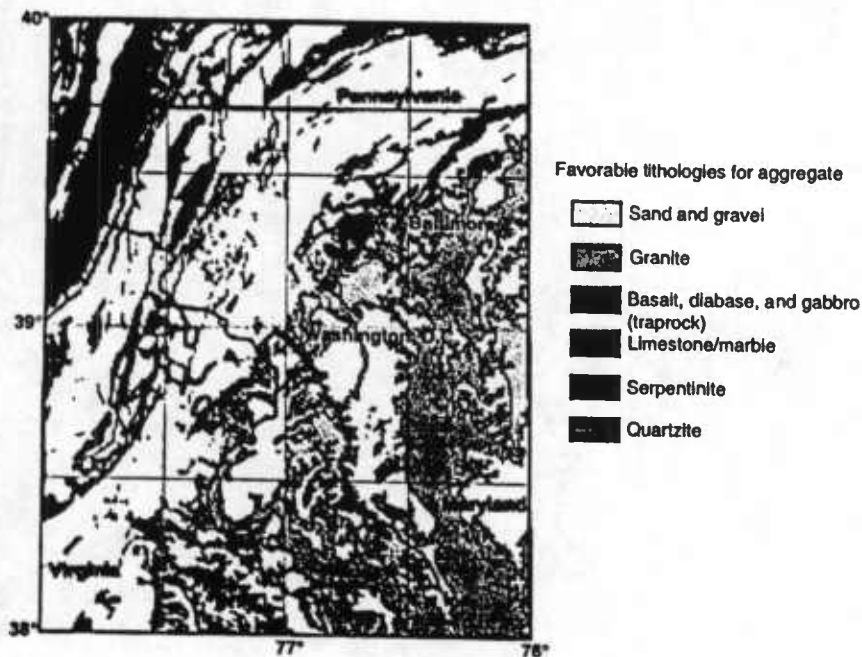 40°
Pennsylvania
Favorable tithologies for aggregate
Sand and gravel
Baltimore
Granite
Basalt, diabase, and gabbro
(traprock)
39°
Washington, D.C.
Limestone/marble
Serpentinite
Quartzite
Maryland
Virginia
38°
77°
76°